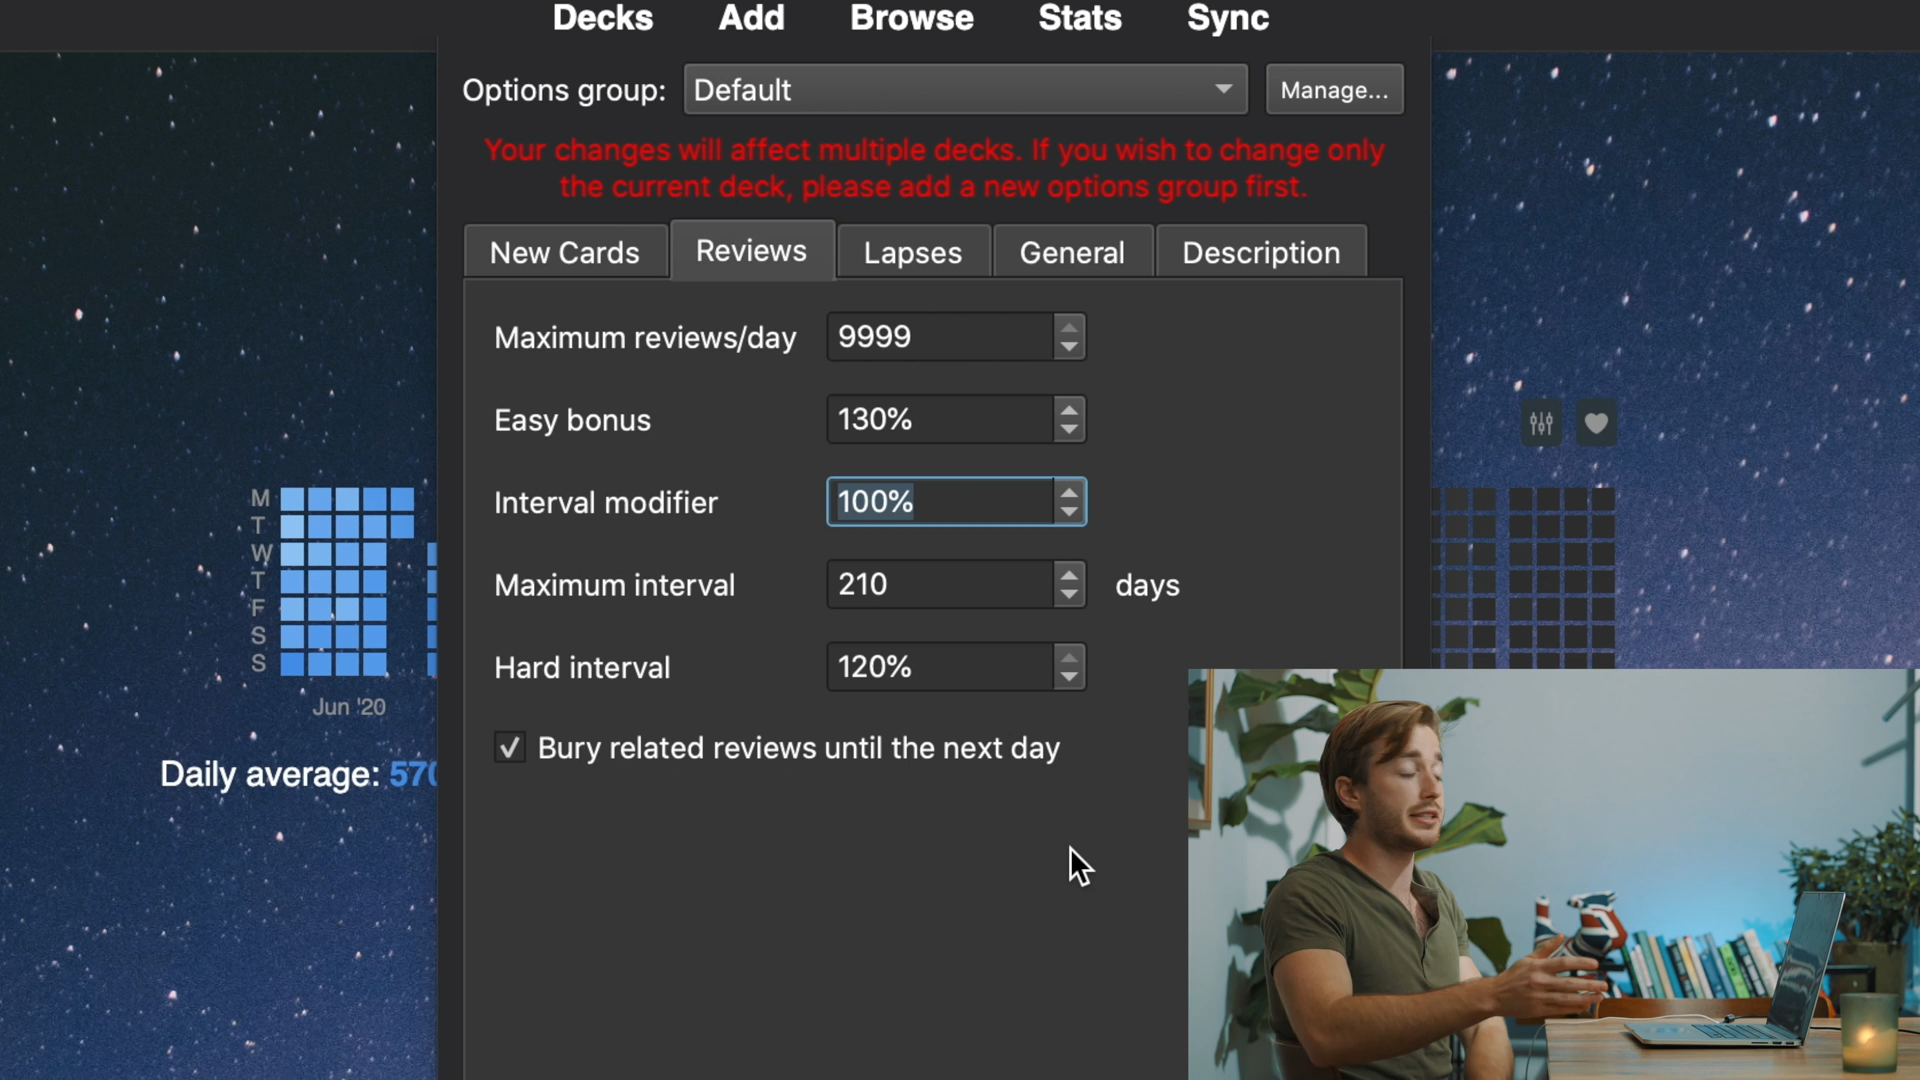 Decks Add Browse Stats Sync
Options group: Default Manage...
Your changes will affect multiple decks. If you wish to change only
the current deck, please add a new options group first.
New Cards Reviews Lapses General Description
Maximum reviews/day 9999
Easy bonus 130%
Interval modifier 100%
Maximum interval 210 days
Hard interval 120%
Bury related reviews until the next day
M
T
W
T
F
S
S
Jun '20
Daily average: 570